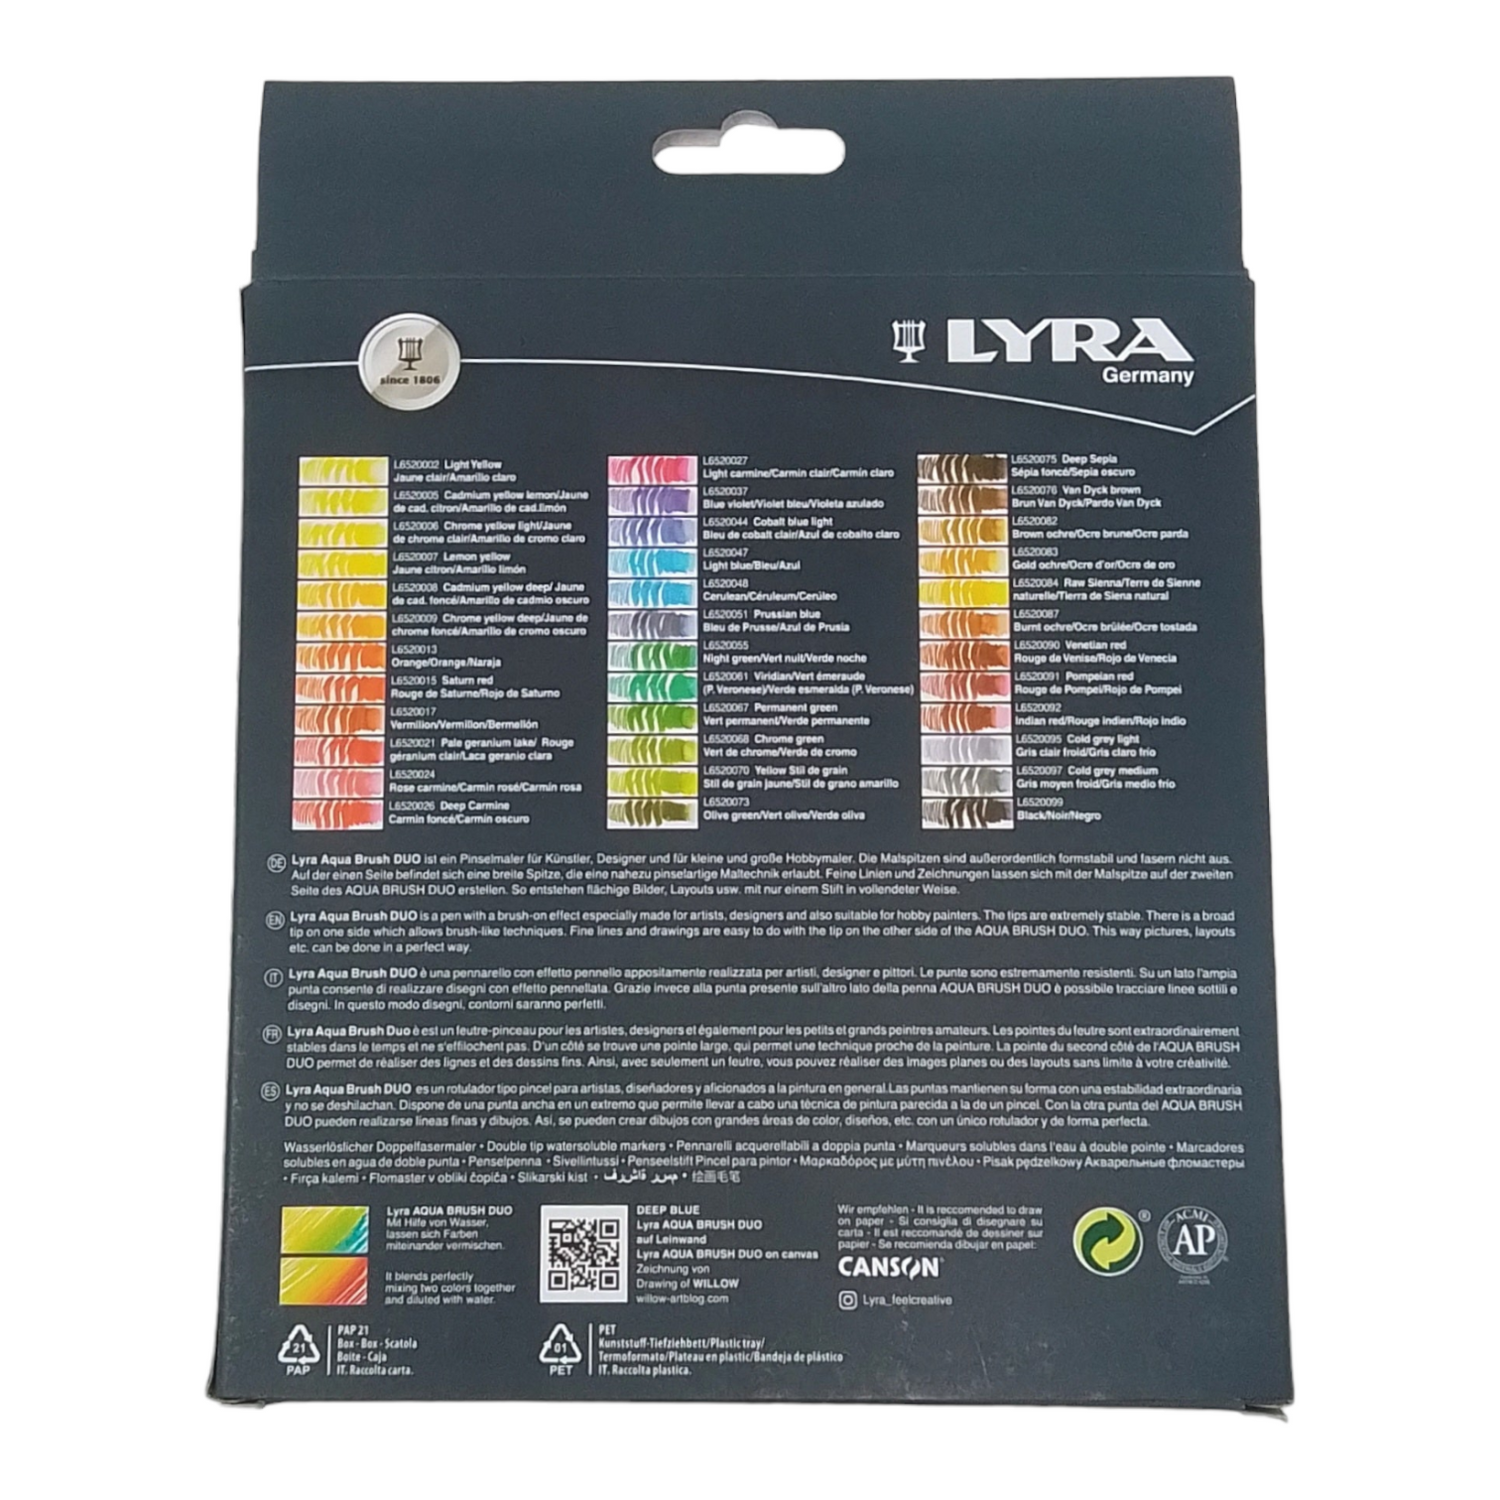 LYRA
Germany
since 1806
L6520002 Light Yellow
Jaune clair/Amarillo claro
L6520005 Cadmium yellow lemon/Jaune
de cad. citron/Amarillo de cad.limón
L6520006 Chrome yellow light/Jaune
de chrome clair/Amarillo de cromo claro
L6520007 Lemon yellow
Jaune citron/Amarillo limón
L6520008 Cadmium yellow deep/ Jaune
de cad. foncé/Amarillo de cadmio oscuro
L6520009 Chrome yellow deep/Jaune de
chrome foncé/Amarillo de cromo oscuro
L6520013
Orange/Orange/Naraja
L6520015 Saturn red
Rouge de Saturne/Rojo de Saturno
L6520017
Vermilion/Vermillon/Bermellón
L6520021 Pale geranium lake/ Rouge
géranium clair/Laca geranio clara
L6520024
Rose carmine/Carmin rosé/Carmín rosa
L6520026 Deep Carmine
Carmin foncé/Carmín oscuro
L6520027
Light carmine/Carmin clair/Carmín claro
L6520037
Blue violet/Violet bleu/Violeta azulado
L6520044 Cobalt blue light
Bleu de cobalt clair/Azul de cobalto claro
L6520047
Light blue/Bleu/Azul
L6520048
Cerulean/Céruleum/Cerúleo
L6520051 Prussian blue
Bleu de Prusse/Azul de Prusia
L6520055
Night green/Vert nuit/Verde noche
L6520061 Viridian/Vert émeraude
(P. Veronese)/Verde esmeralda (P. Veronese)
L6520067 Permanent green
Vert permanent/Verde permanente
L6520068 Chrome green
Vert de chrome/Verde de cromo
L6520070 Yellow Stil de grain
Stil de grain jaune/Stil de grano amarillo
L6520073
Olive green/Vert olive/Verde oliva
L6520075 Deep Sepia
Sépia foncé/Sepia oscuro
L6520076 Van Dyck brown
Brun Van Dyck/Pardo Van Dyck
L6520082
Brown ochre/Ocre brune/Ocre parda
L6520083
Gold ochre/Ocre d'or/Ocre de oro
L6520084 Raw Sienna/Terre de Sienne
naturelle/Tierra de Siena natural
L6520087
Burnt ochre/Ocre brûlée/Ocre tostada
L6520090 Venetian red
Rouge de Venise/Rojo de Venecia
L6520091 Pompeian red
Rouge de Pompei/Rojo de Pompei
L6520092
Indian red/Rouge indien/Rojo indio
L6520095 Cold grey light
Gris clair froid/Gris claro frio
L6520097 Cold grey medium
Gris moyen froid/Gris medio frio
L6520099
Black/Noir/Negro
DE Lyra Aqua Brush DUO ist ein Pinselmaler für Künstler, Designer und für kleine und große Hobbymaler. Die Malspitzen sind außerordentlich formstabil und fasern nicht aus.
Auf der einen Seite befindet sich eine breite Spitze, die eine nahezu pinselartige Maltechnik erlaubt. Feine Linien und Zeichnungen lassen sich mit der Malspitze auf der zweiten
Seite des AQUA BRUSH DUO erstellen. So entstehen flächige Bilder, Layouts usw. mit nur einem Stift in vollendeter Weise.
EN Lyra Aqua Brush DUO is a pen with a brush-on effect especially made for artists, designers and also suitable for hobby painters. The tips are extremely stable. There is a broad
tip on one side which allows brush-like techniques. Fine lines and drawings are easy to do with the tip on the other side of the AQUA BRUSH DUO. This way pictures, layouts
etc. can be done in a perfect way.
IT Lyra Aqua Brush DUO è una pennarello con effetto pennello appositamente realizzata per artisti, designer e pittori. Le punte sono estremamente resistenti. Su un lato l'ampia
punta consente di realizzare disegni con effetto pennellata. Grazie invece alla punta presente sull'altro lato della penna AQUA BRUSH DUO è possibile tracciare linee sottili e
disegni. In questo modo disegni, contorni saranno perfetti.
FR Lyra Aqua Brush Duo è est un feutre-pinceau pour les artistes, designers et également pour les petits et grands peintres amateurs. Les pointes du feutre sont extraordinairement
stables dans le temps et ne s'effilochent pas. D'un côté se trouve une pointe large, qui permet une technique proche de la peinture. La pointe du second côté de l'AQUA BRUSH
DUO permet de réaliser des lignes et des dessins fins. Ainsi, avec seulement un feutre, vous pouvez réaliser des images planes ou des layouts sans limite à votre créativité.
ES Lyra Aqua Brush DUO es un rotulador tipo pincel para artistas, diseñadores y aficionados a la pintura en general.Las puntas mantienen su forma con una estabilidad extraordinaria
y no se deshilachan. Dispone de una punta ancha en un extremo que permite llevar a cabo una técnica de pintura parecida a la de un pincel. Con la otra punta del AQUA BRUSH
DUO pueden realizarse líneas finas y dibujos. Así, se pueden crear dibujos con grandes áreas de color, diseños, etc. con un único rotulador y de forma perfecta.
Wasserlöslicher Doppelfasermaler • Double tip watersoluble markers • Pennarelli acquerellabili a doppia punta • Marqueurs solubles dans l'eau à double pointe • Marcadores
solubles en agua de doble punta • Penselpenna • Sivellintussi • Penseelstift Pincel para pintor • Μαρκαδόρος με μύτη πινέλου • Pisak pędzelkowy Акварельные фломастеры
• Fırça kalemi • Flomaster v obliki čopiča • Slikarski kist • 绘画毛笔
Lyra AQUA BRUSH DUO
Mit Hilfe von Wasser,
lassen sich Farben
miteinander vermischen.
It blends perfectly
mixing two colors together
and diluted with water.
DEEP BLUE
Lyra AQUA BRUSH DUO
auf Leinwand
Lyra AQUA BRUSH DUO on canvas
Zeichnung von
Drawing of WILLOW
willow-artblog.com
Wir empfehlen - It is reccomended to draw
on paper - Si consiglia di disegnare su
carta - Il est reccomandé de dessiner sur
papier - Se recomienda dibujar en papel:
CANSON®
Lyra_feelcreative
®
ACMI
AP
21
PAP
PAP 21
Box - Box - Scatola
Boite - Caja
IT. Raccolta carta.
01
PET
PET
Kunststoff-Tiefziehbett/Plastic tray/
Termoformato/Plateau en plastic/Bandeja de plástico
IT. Raccolta plastica.